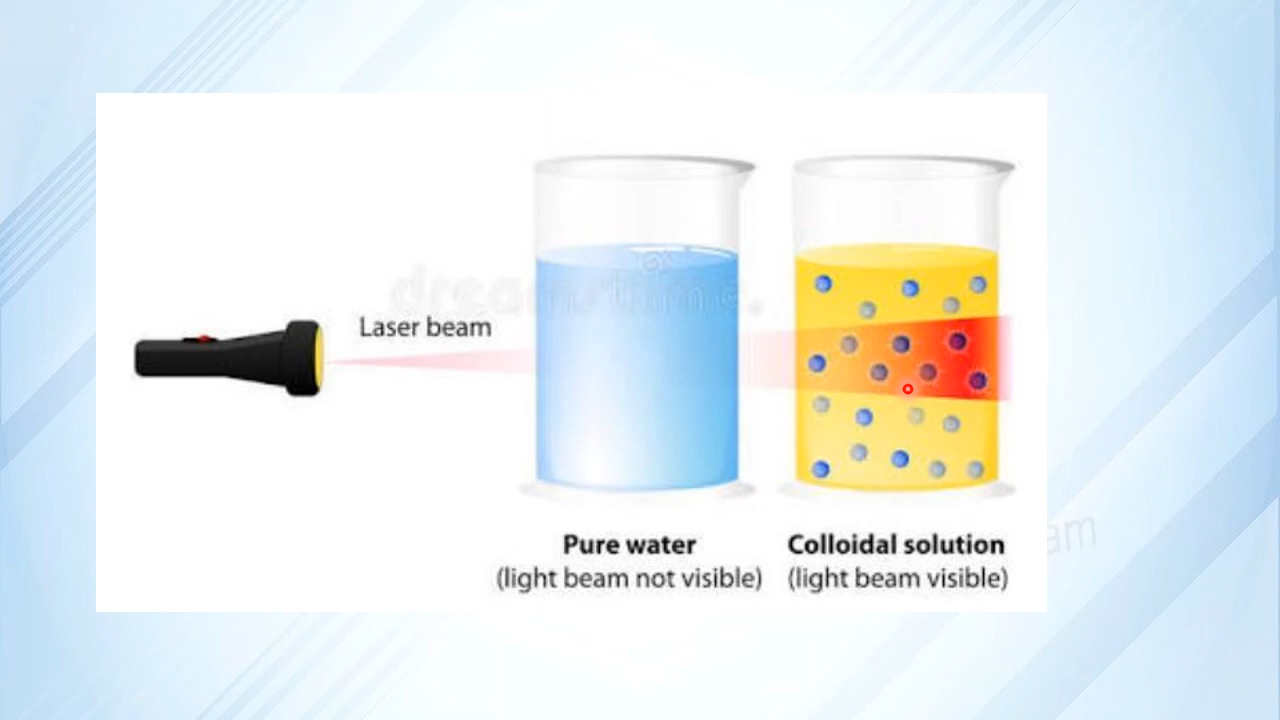 Laser beam
Pure water
(light beam not visible)
Colloidal solution
(light beam visible)